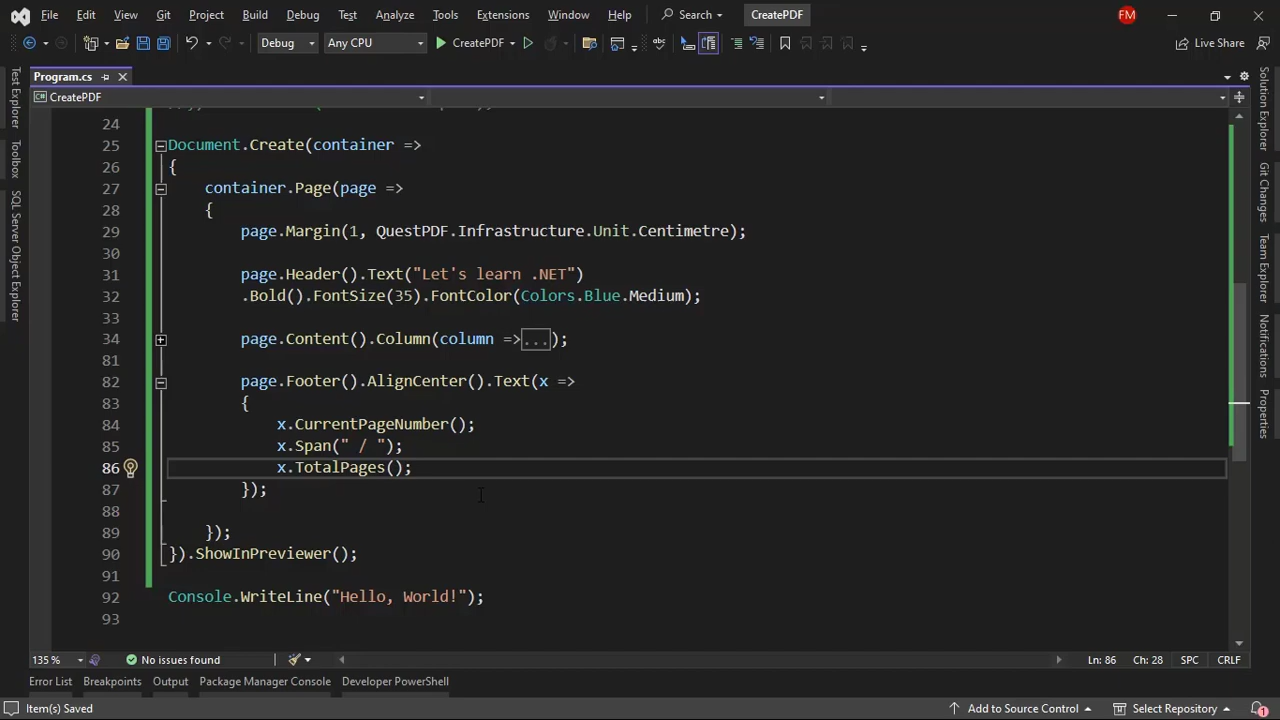 File Edit View Git Project Build Debug Test Analyze Tools Extensions Window Help Search CreatePDF FM
Debug Any CPU CreatePDF Live Share
Program.cs
CreatePDF
Test Explorer
Toolbox
SQL Server Object Explorer
24
25 Document.Create(container =>
26 {
27 container.Page(page =>
28 {
29 page.Margin(1, QuestPDF.Infrastructure.Unit.Centimetre);
30
31 page.Header().Text("Let's learn .NET")
32 .Bold().FontSize(35).FontColor(Colors.Blue.Medium);
33
34 page.Content().Column(column =>...);
81
82 page.Footer().AlignCenter().Text(x =>
83 {
84 x.CurrentPageNumber();
85 x.Span(" / ");
86 x.TotalPages();
87 });
88
89 });
90 }).ShowInPreviewer();
91
92 Console.WriteLine("Hello, World!");
93
Solution Explorer
Git Changes
Team Explorer
Notifications
Properties
135 % No issues found Ln: 86 Ch: 28 SPC CRLF
Error List Breakpoints Output Package Manager Console Developer PowerShell
Item(s) Saved Add to Source Control Select Repository 1